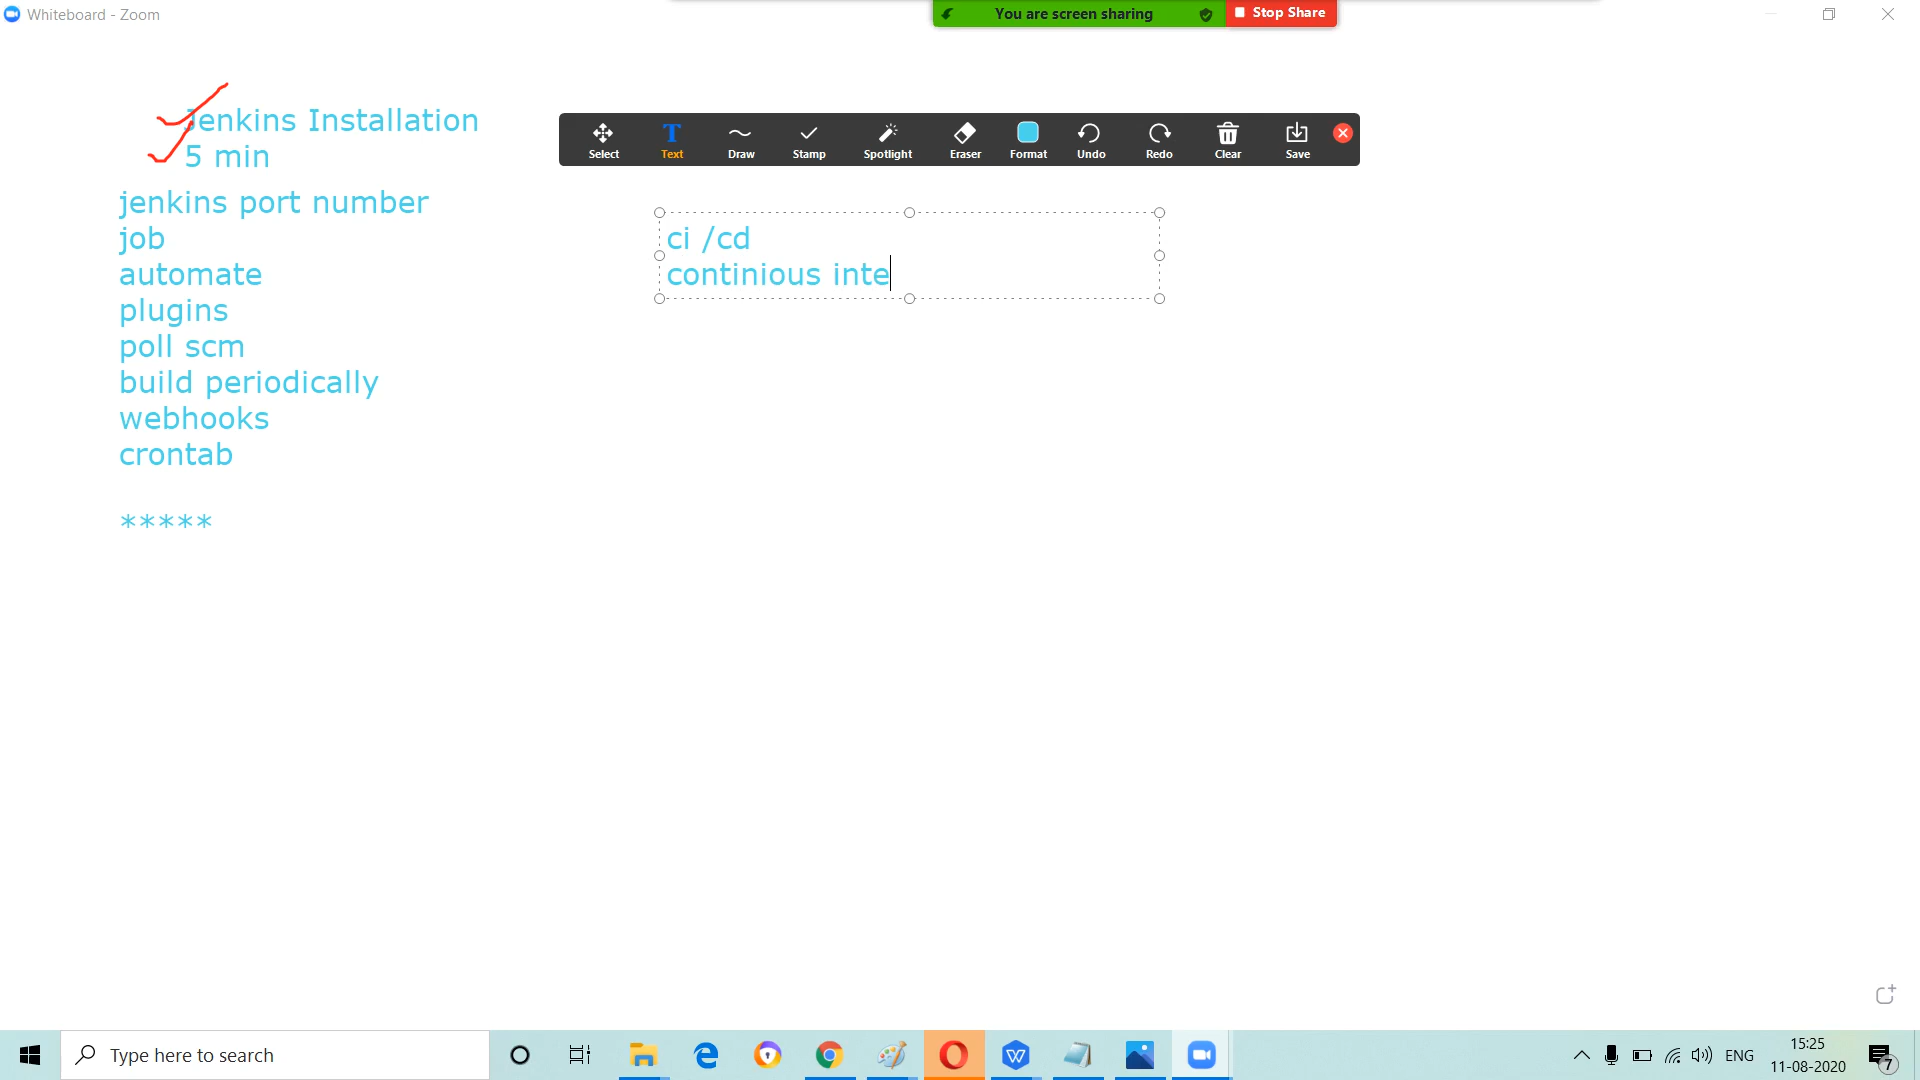 Whiteboard - Zoom
You are screen sharing
Stop Share
Jenkins Installation
5 min
jenkins port number
job
automate
plugins
poll scm
build periodically
webhooks
crontab
*****
Select
Text
Draw
Stamp
Spotlight
Eraser
Format
Undo
Redo
Clear
Save
ci /cd
continious inte
Type here to search
ENG
15:25
11-08-2020
7